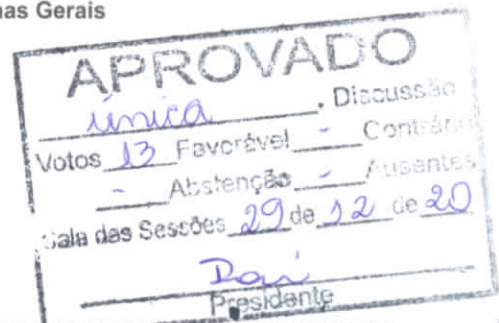 nas Gerais
APROVADO
única, Discussão
Votos 13 Favorável - Contrário
- Abstenção - Ausentes
Sala das Sessões 29 de 12 de 20
Presidente